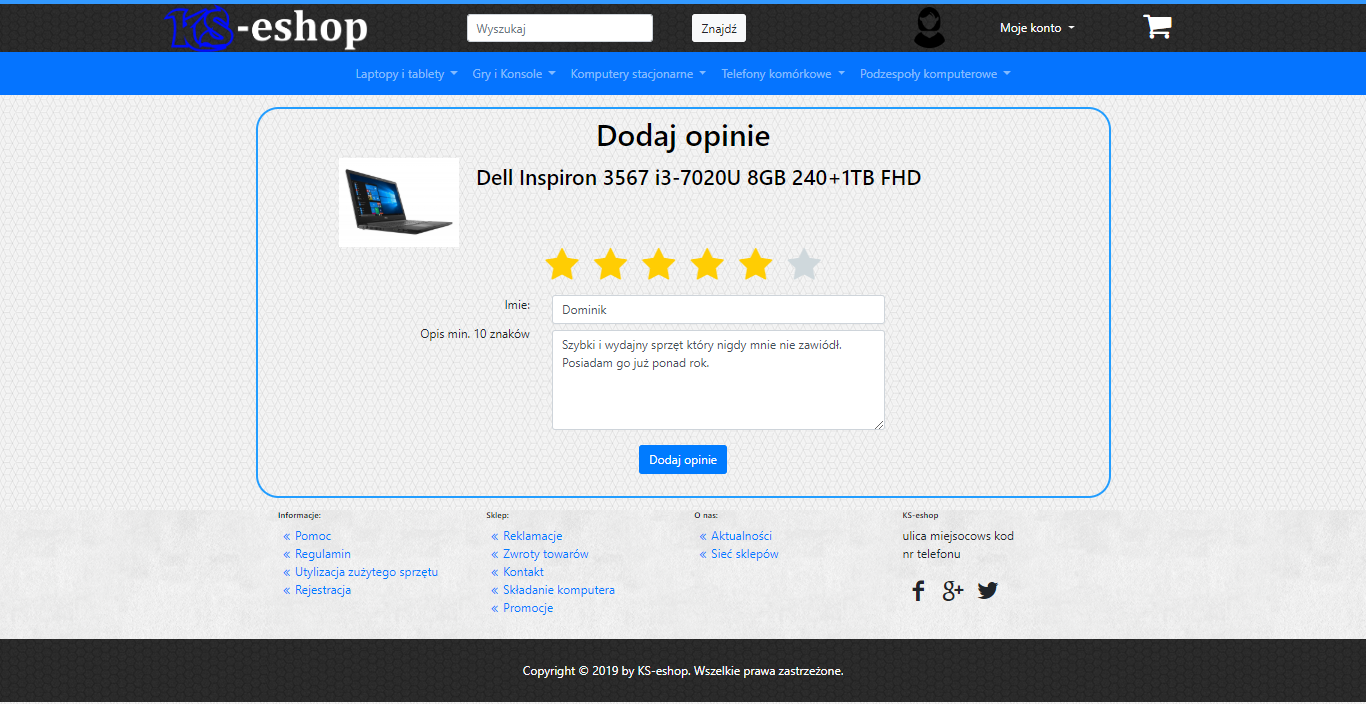 KS-eshop
Wyszukaj
Znajdź
Moje konto
Laptopy i tablety
Gry i Konsole
Komputery stacjonarne
Telefony komórkowe
Podzespoły komputerowe
Dodaj opinie
Dell Inspiron 3567 i3-7020U 8GB 240+1TB FHD
Imie:
Dominik
Opis min. 10 znaków
Szybki i wydajny sprzęt który nigdy mnie nie zawiódł.
Posiadam go już ponad rok.
Dodaj opinie
Informacje:
« Pomoc
« Regulamin
« Utylizacja zużytego sprzętu
« Rejestracja
Sklep:
« Reklamacje
« Zwroty towarów
« Kontakt
« Składanie komputera
« Promocje
O nas:
« Aktualności
« Sieć sklepów
KS-eshop
ulica miejsocows kod
nr telefonu
Copyright © 2019 by KS-eshop. Wszelkie prawa zastrzeżone.